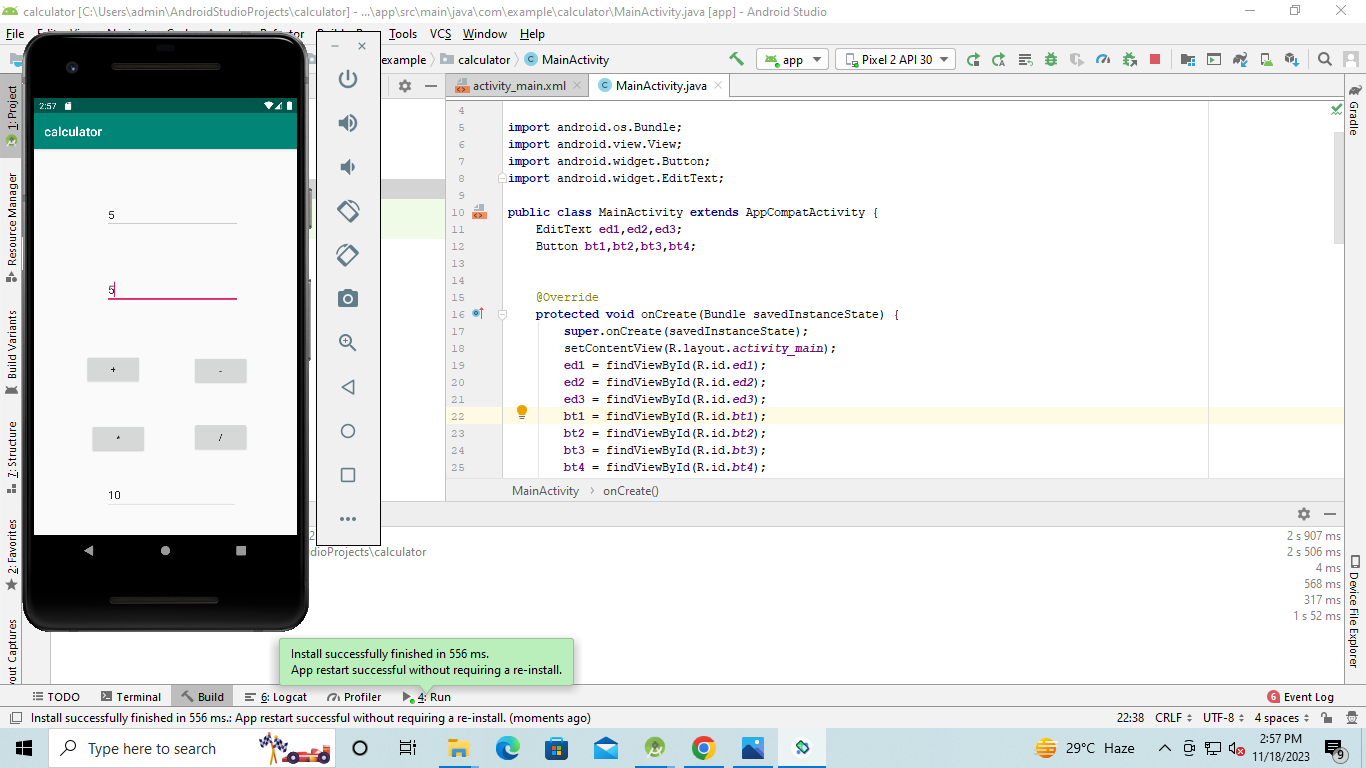 calculator [C:\Users\admin\AndroidStudioProjects\calculator] - ...\app\src\main\java\com\example\calculator\MainActivity.java [app] - Android Studio
File
Tools VCS Window Help
example calculator MainActivity
app
Pixel 2 API 30
activity_main.xml
MainActivity.java
1: Project
Resource Manager
Build Variants
7: Structure
2: Favorites
2:57
calculator
5
5
+
-
*
/
10
4
5 import android.os.Bundle;
6 import android.view.View;
7 import android.widget.Button;
8 import android.widget.EditText;
9
10 public class MainActivity extends AppCompatActivity {
11 EditText ed1,ed2,ed3;
12 Button bt1,bt2,bt3,bt4;
13
14
15 @Override
16 protected void onCreate(Bundle savedInstanceState) {
17 super.onCreate(savedInstanceState);
18 setContentView(R.layout.activity_main);
19 ed1 = findViewById(R.id.ed1);
20 ed2 = findViewById(R.id.ed2);
21 ed3 = findViewById(R.id.ed3);
22 bt1 = findViewById(R.id.bt1);
23 bt2 = findViewById(R.id.bt2);
24 bt3 = findViewById(R.id.bt3);
25 bt4 = findViewById(R.id.bt4);
MainActivity onCreate()
Gradle
Device File Explorer
2 s 907 ms
dioProjects\calculator 2 s 506 ms
4 ms
568 ms
317 ms
1 s 52 ms
Install successfully finished in 556 ms.
App restart successful without requiring a re-install.
TODO Terminal Build 6: Logcat Profiler 4: Run 6 Event Log
Install successfully finished in 556 ms.: App restart successful without requiring a re-install. (moments ago) 22:38 CRLF UTF-8 4 spaces
Type here to search
29°C Haze
2:57 PM
11/18/2023
9